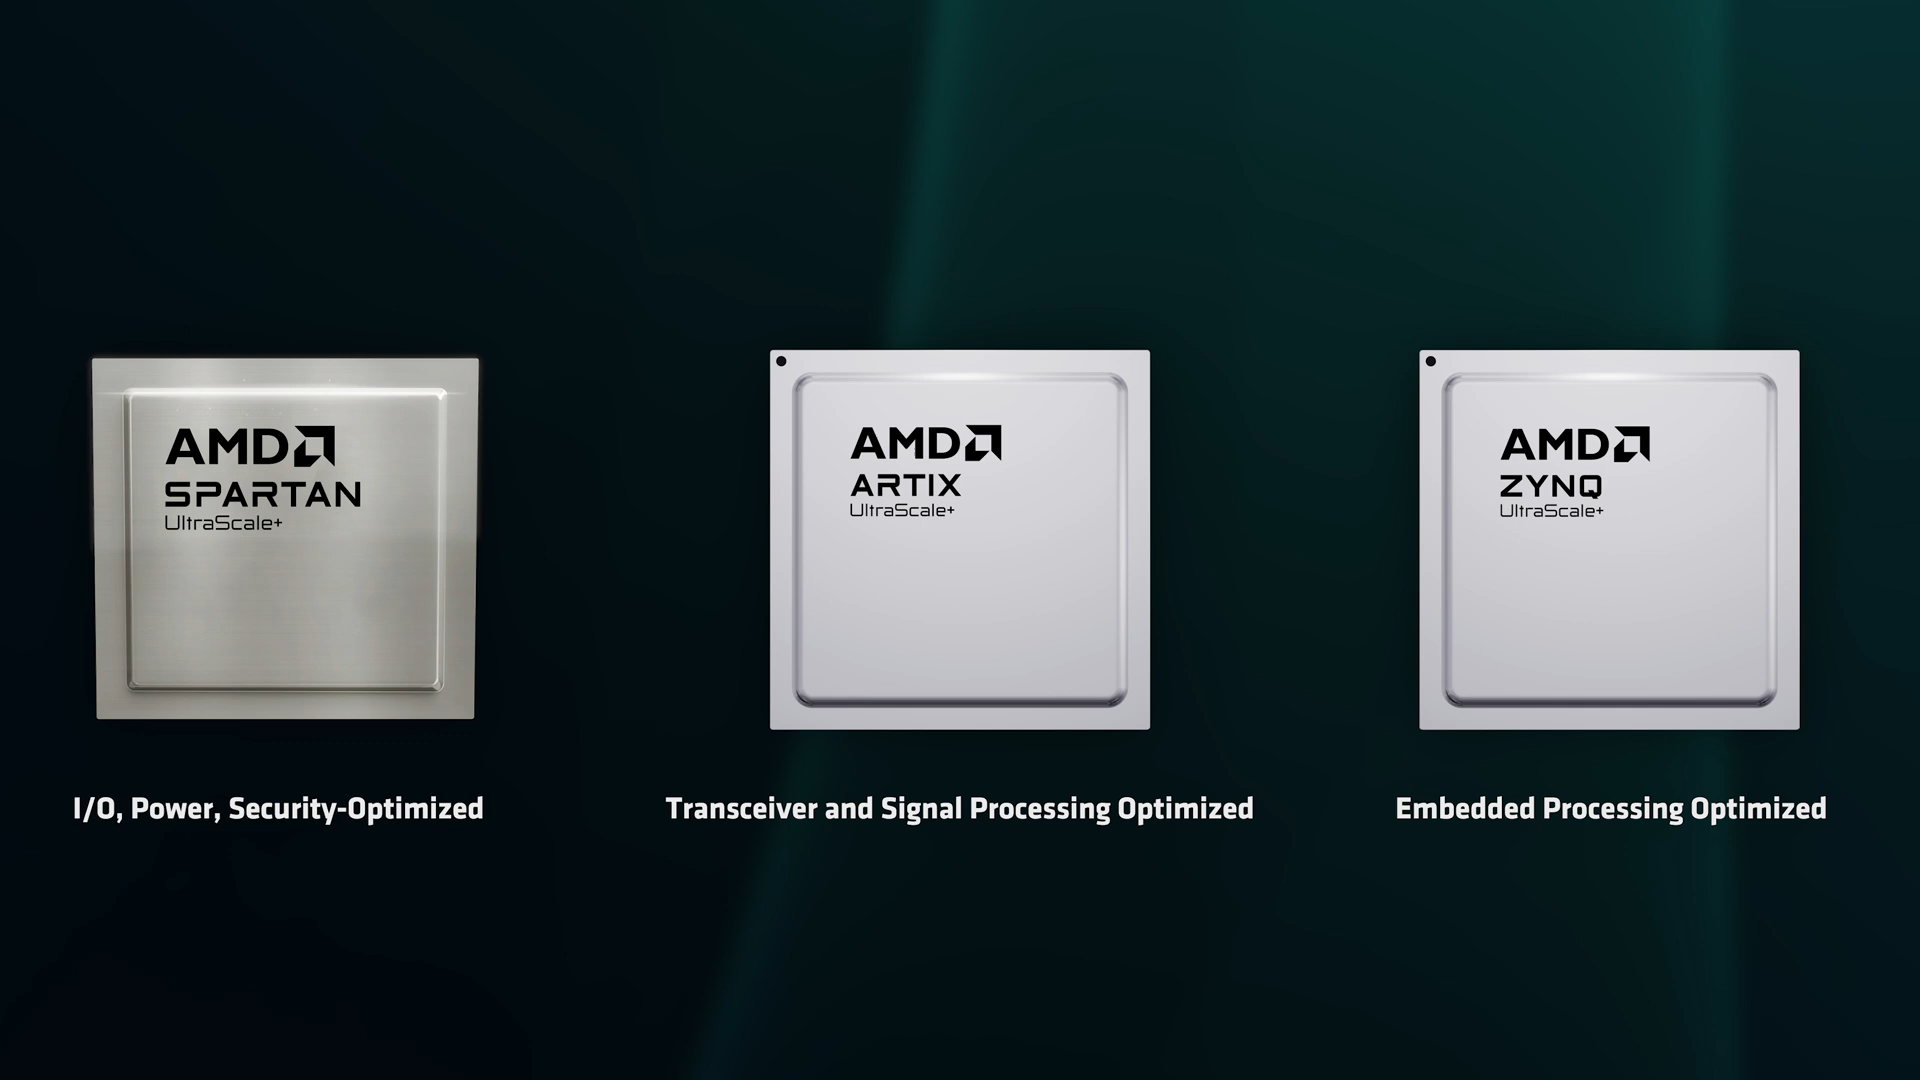 AMD
SPARTAN
UltraScale+
I/O, Power, Security-Optimized
AMD
ARTIX
UltraScale+
Transceiver and Signal Processing Optimized
AMD
ZYNQ
UltraScale+
Embedded Processing Optimized